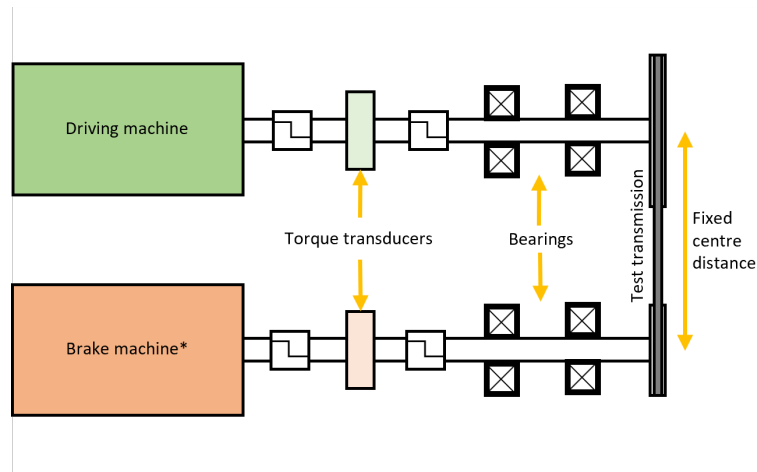 Driving machine
Torque transducers
Bearings
Test transmission
Fixed
centre
distance
Brake machine*